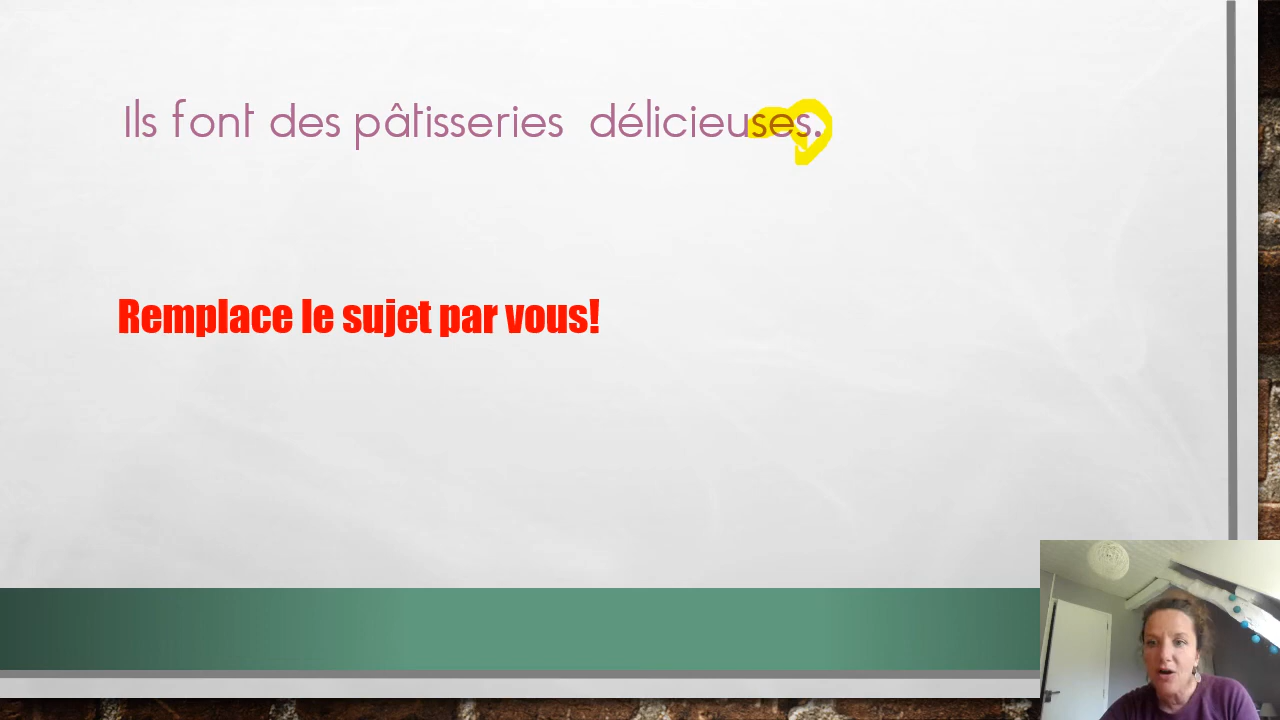 Ils font des pâtisseries délicieuses.
Remplace le sujet par vous!